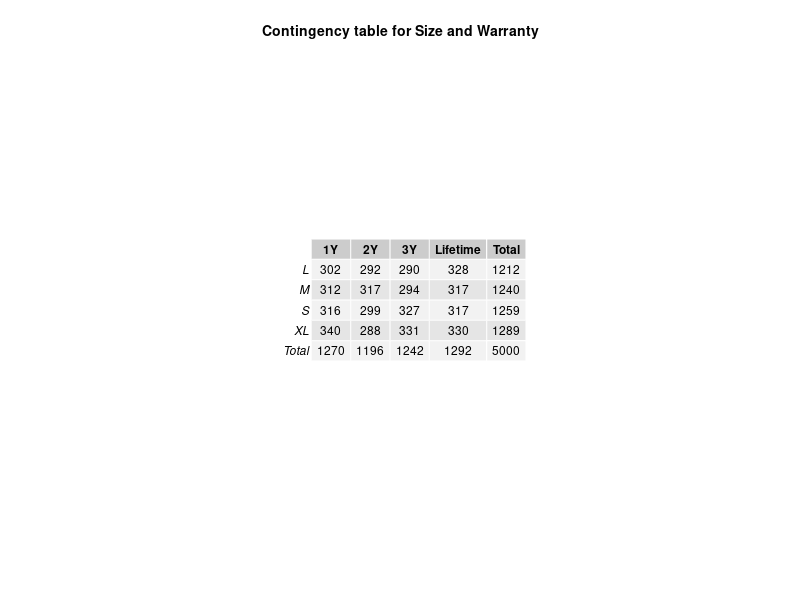 Contingency table for Size and Warranty
1Y 2Y 3Y Lifetime Total
L 302 292 290 328 1212
M 312 317 294 317 1240
S 316 299 327 317 1259
XL 340 288 331 330 1289
Total 1270 1196 1242 1292 5000